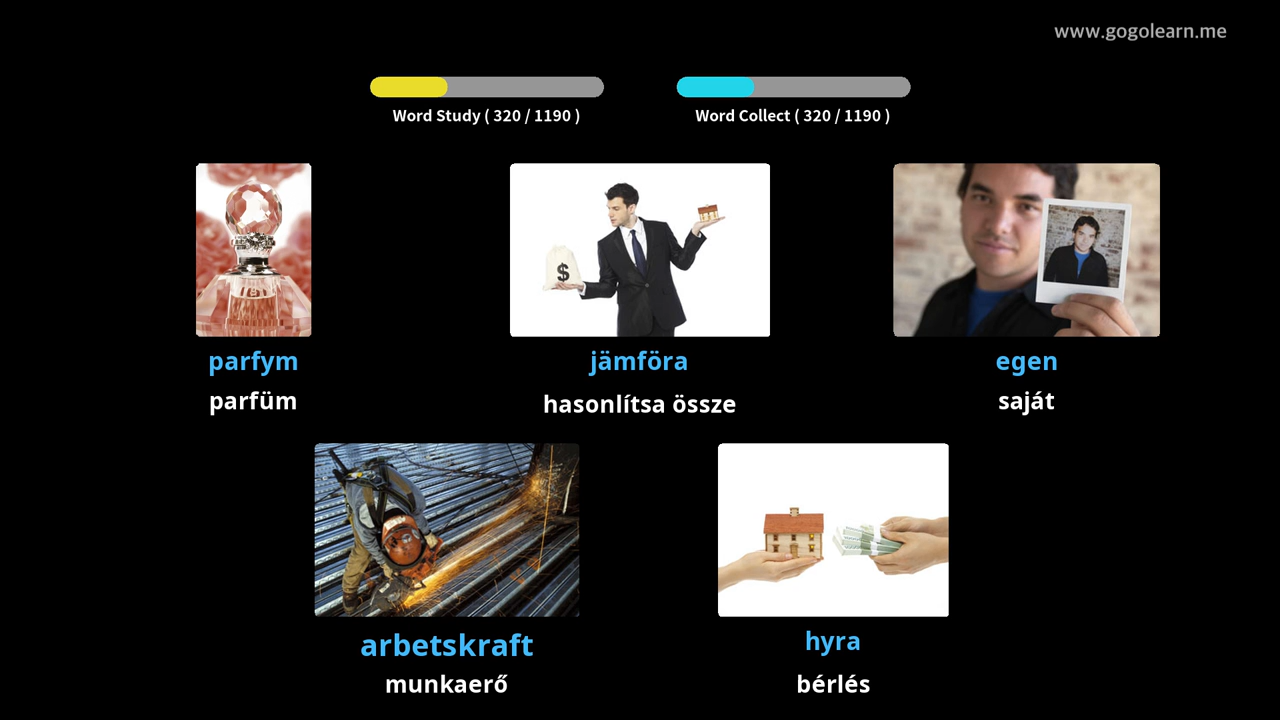 www.gogolearn.me
Word Study ( 320 / 1190 )
Word Collect ( 320 / 1190 )
parfym
parfüm
jämföra
hasonlítsa össze
egen
saját
arbetskraft
munkaerő
hyra
bérlés
$